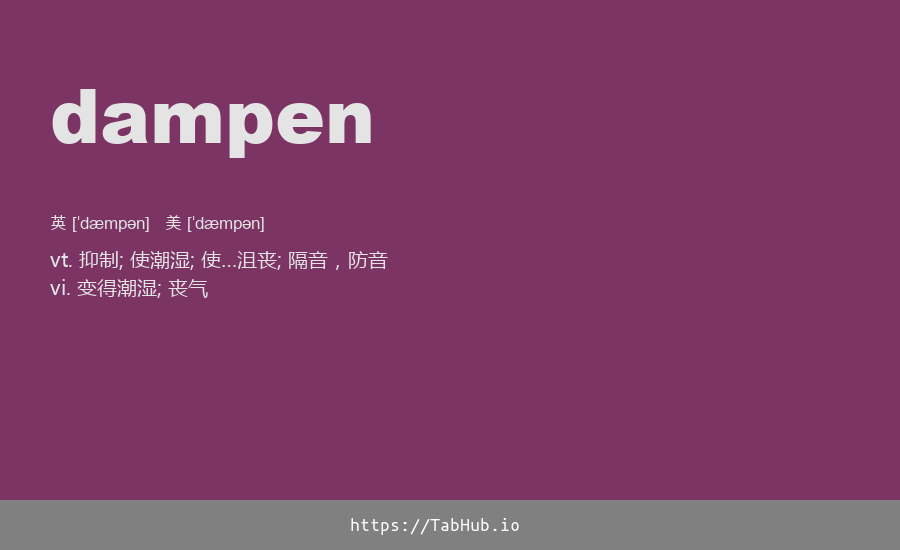 dampen
英 [ˈdæmpən] 美 [ˈdæmpən]
vt. 抑制; 使潮湿; 使…沮丧; 隔音，防音
vi. 变得潮湿; 丧气
https://TabHub.io